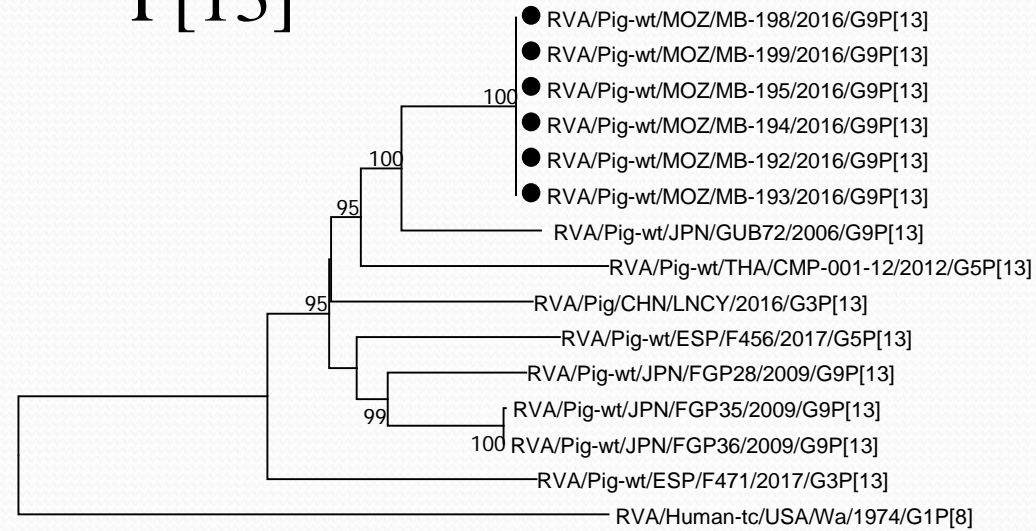 P[13]
RVA/Pig-wt/MOZ/MB-198/2016/G9P[13]
RVA/Pig-wt/MOZ/MB-199/2016/G9P[13]
RVA/Pig-wt/MOZ/MB-195/2016/G9P[13]
100
RVA/Pig-wt/MOZ/MB-194/2016/G9P[13]
RVA/Pig-wt/MOZ/MB-192/2016/G9P[13]
100
RVA/Pig-wt/MOZ/MB-193/2016/G9P[13]
95
RVA/Pig-wt/JPN/GUB72/2006/G9P[13]
RVA/Pig-wt/THA/CMP-001-12/2012/G5P[13]
95
RVA/Pig/CHN/LNCY/2016/G3P[13]
RVA/Pig-wt/ESP/F456/2017/G5P[13]
RVA/Pig-wt/JPN/FGP28/2009/G9P[13]
99
RVA/Pig-wt/JPN/FGP35/2009/G9P[13]
100
RVA/Pig-wt/JPN/FGP36/2009/G9P[13]
RVA/Pig-wt/ESP/F471/2017/G3P[13]
RVA/Human-tc/USA/Wa/1974/G1P[8]